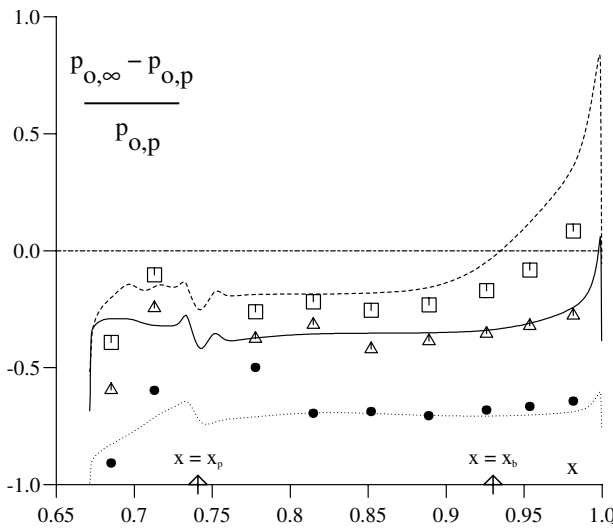 1.0
p_{o,∞} − p_{o,p}
p_{o,p}
0.5
0.0
-0.5
x = x_p
x = x_b
x
-1.0
0.65 0.7 0.75 0.8 0.85 0.9 0.95 1.0